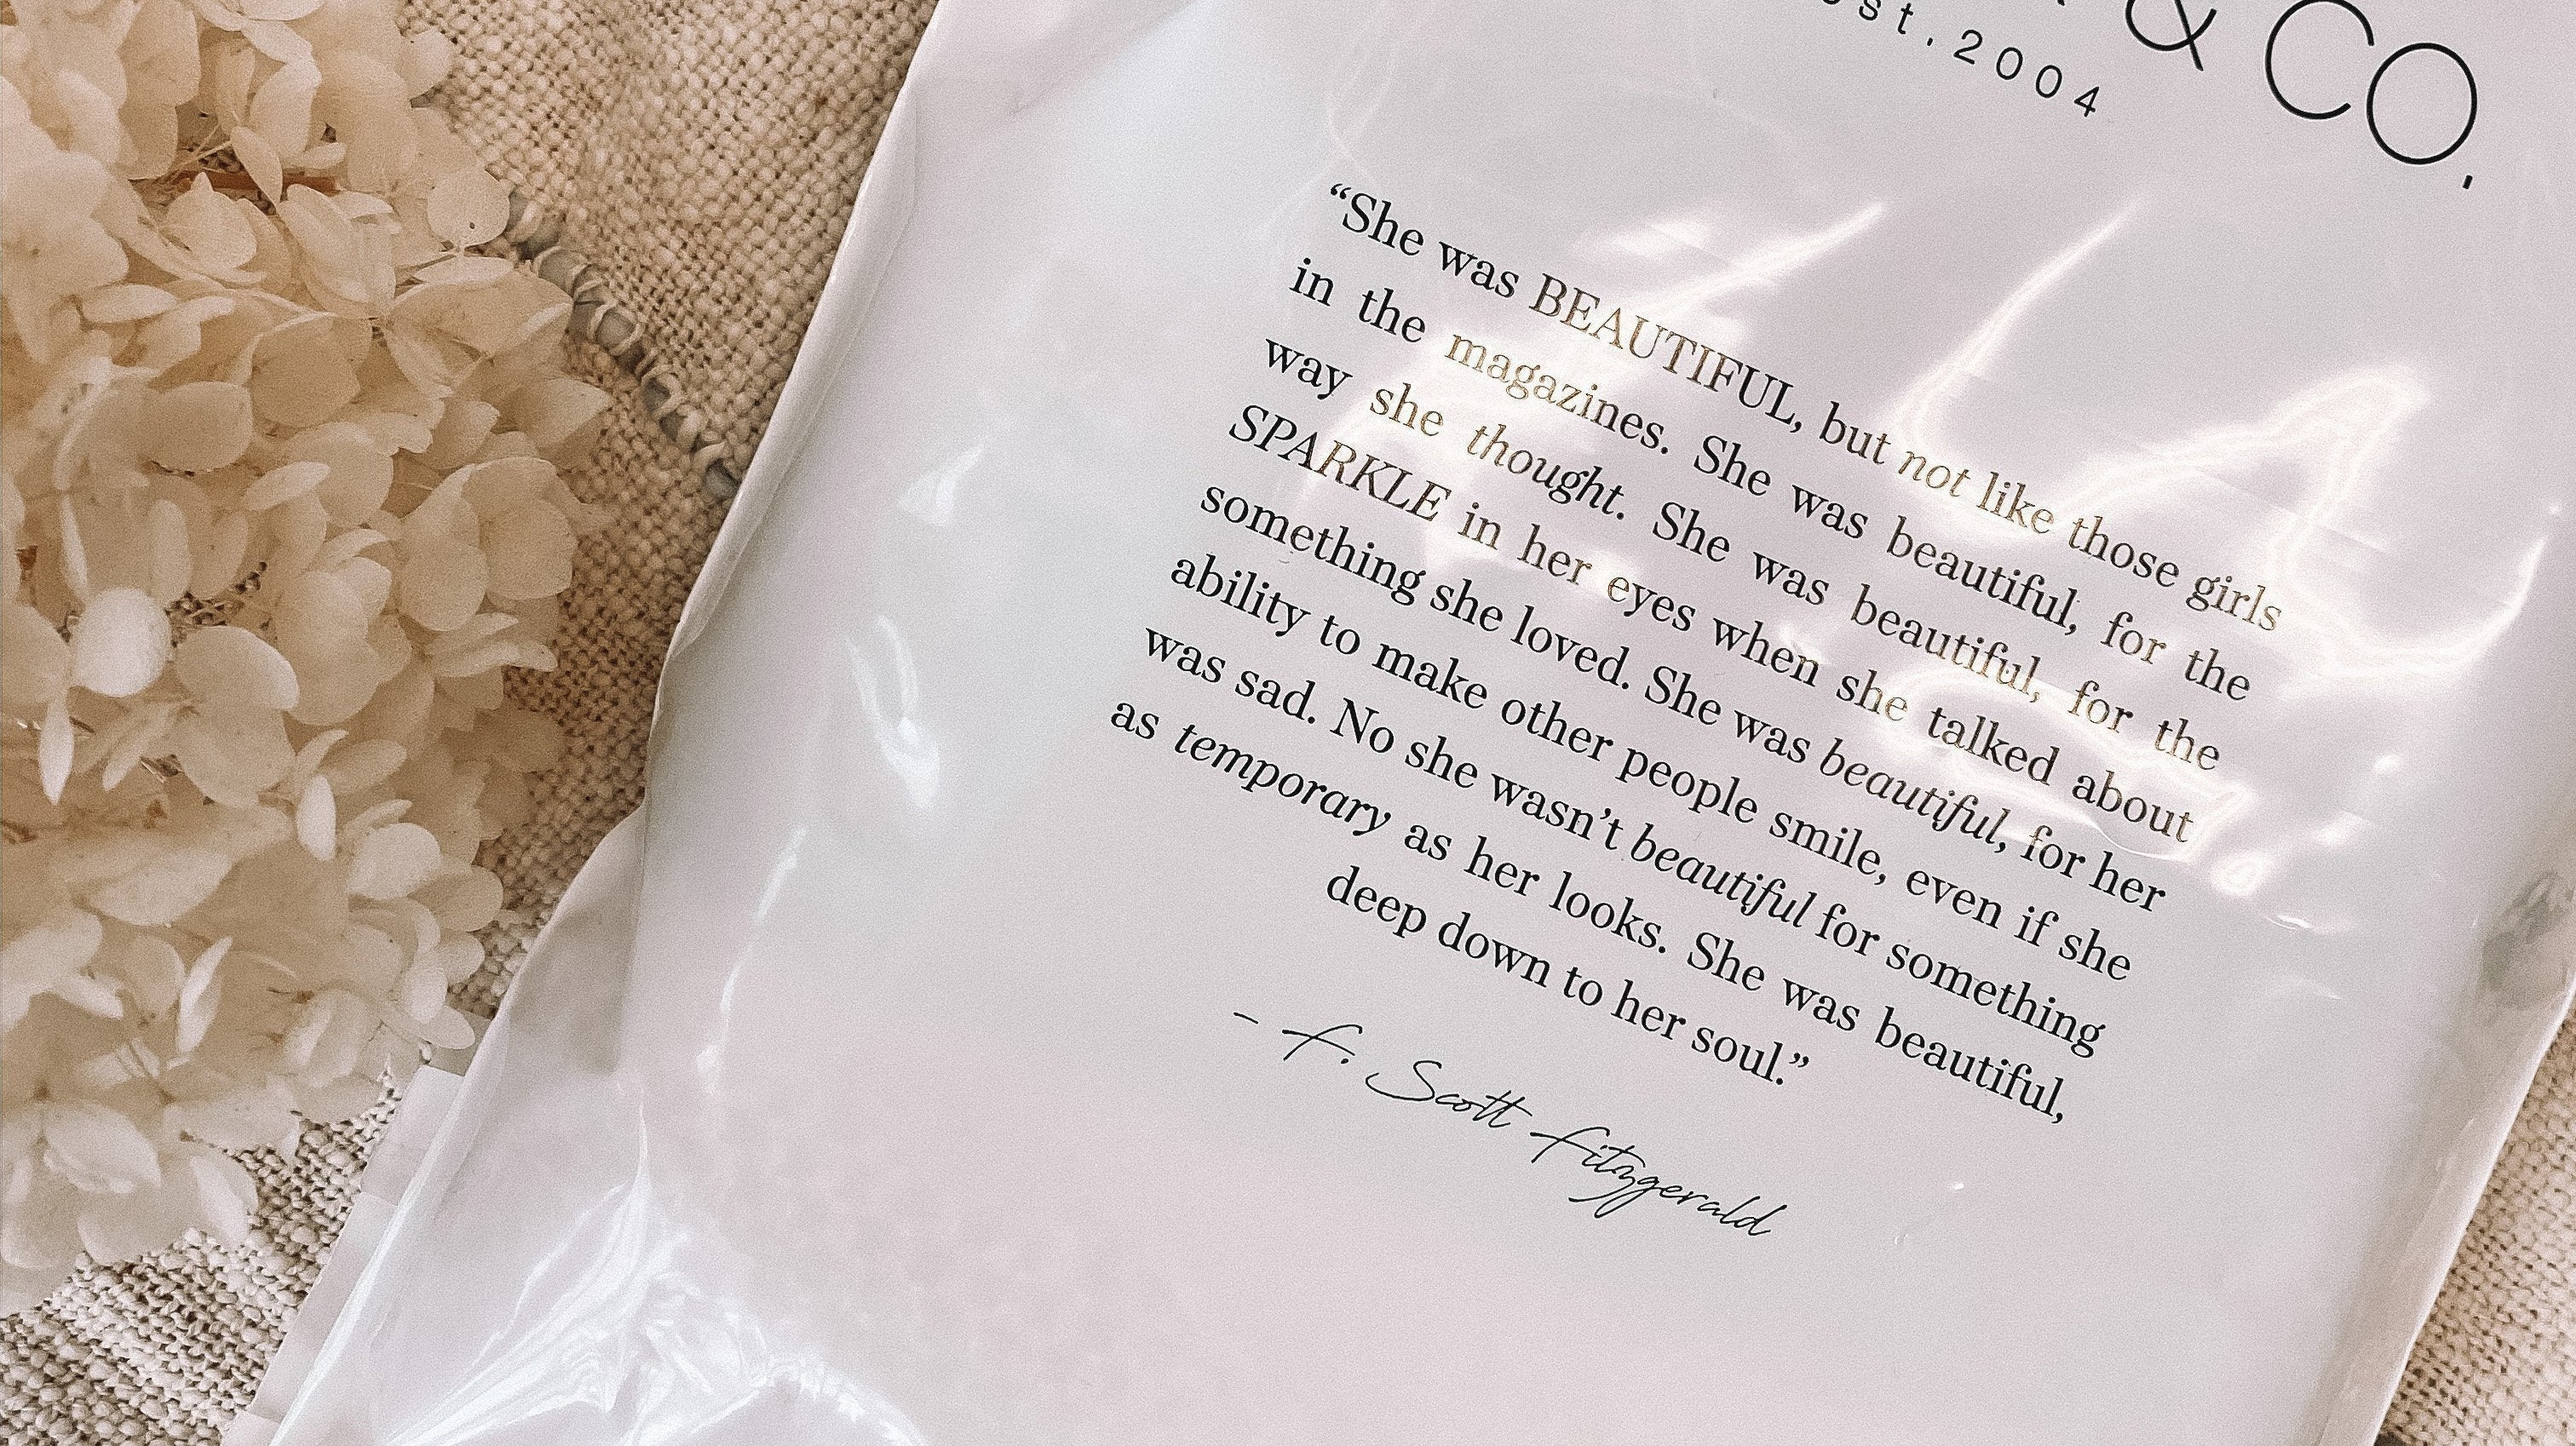 & CO.
est.2004
“She was BEAUTIFUL, but not like those girls
in the magazines. She was beautiful, for the
way she thought. She was beautiful, for the
SPARKLE in her eyes when she talked about
something she loved. She was beautiful, for her
ability to make other people smile, even if she
was sad. No she wasn’t beautiful for something
as temporary as her looks. She was beautiful,
deep down to her soul.”
- F. Scott Fitzgerald